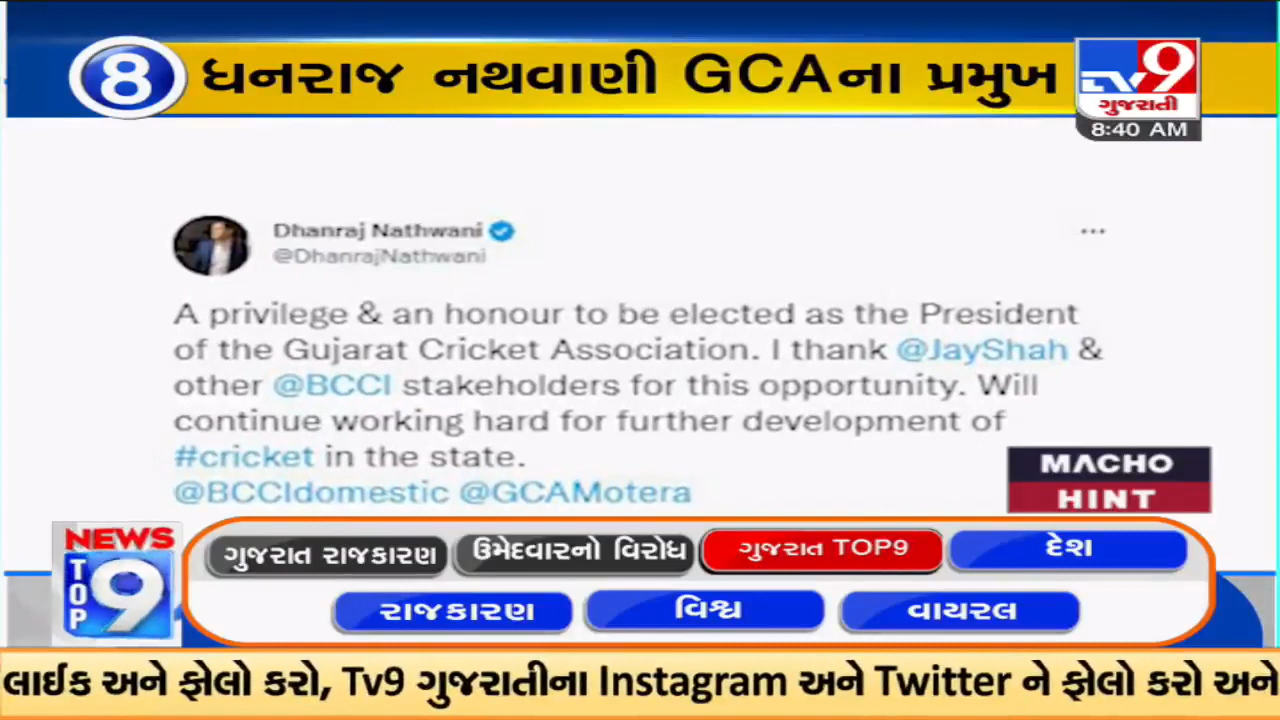 8
ધનરાજ નથવાણી GCAના પ્રમુખ
TV9
ગુજરાતી
8:40 AM
Dhanraj Nathwani
@DhanrajNathwani
A privilege & an honour to be elected as the President
of the Gujarat Cricket Association. I thank @JayShah &
other @BCCI stakeholders for this opportunity. Will
continue working hard for further development of
#cricket in the state.
@BCCIdomestic @GCAMotera
MACHO
HINT
NEWS
TOP 9
ગુજરાત રાજકારણ
ઉમેદવારનો વિરોધ
ગુજરાત TOP9
દેશ
રાજકારણ
વિશ્વ
વાયરલ
લાઈક અને ફોલો કરો, Tv9 ગુજરાતીના Instagram અને Twitter ને ફોલો કરો અને